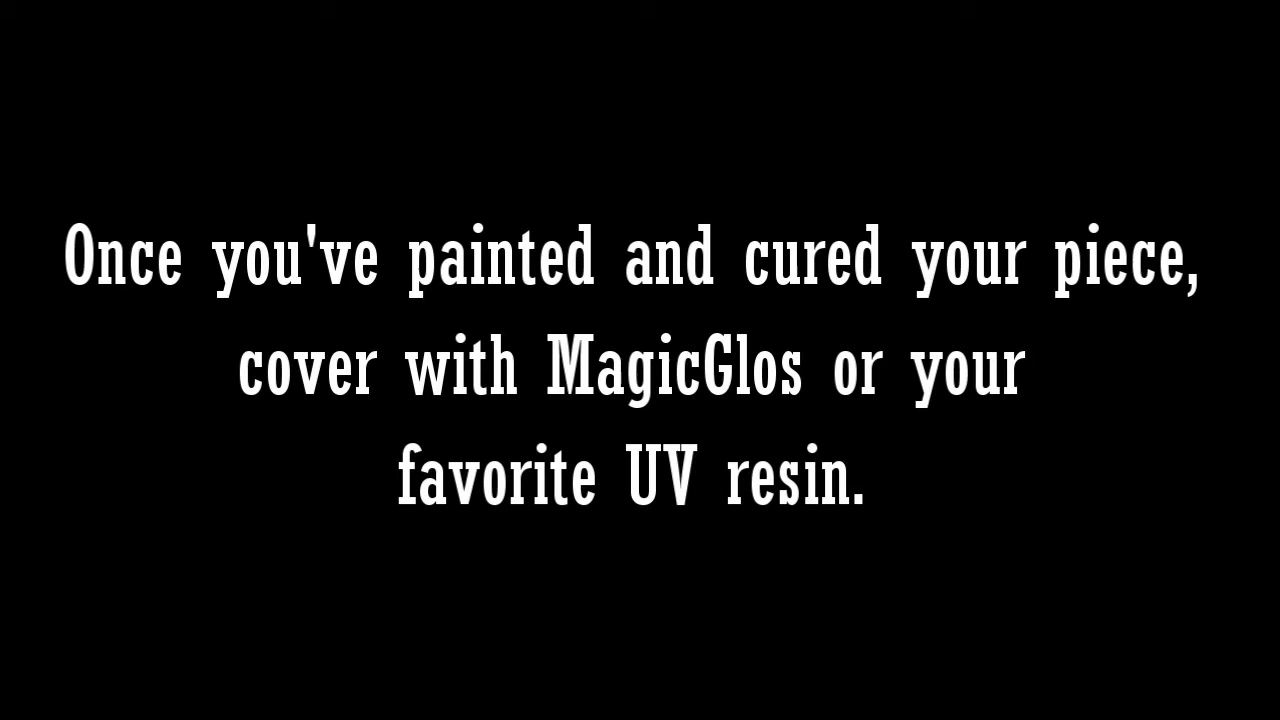 Once you've painted and cured your piece,
cover with MagicGlos or your
favorite UV resin.